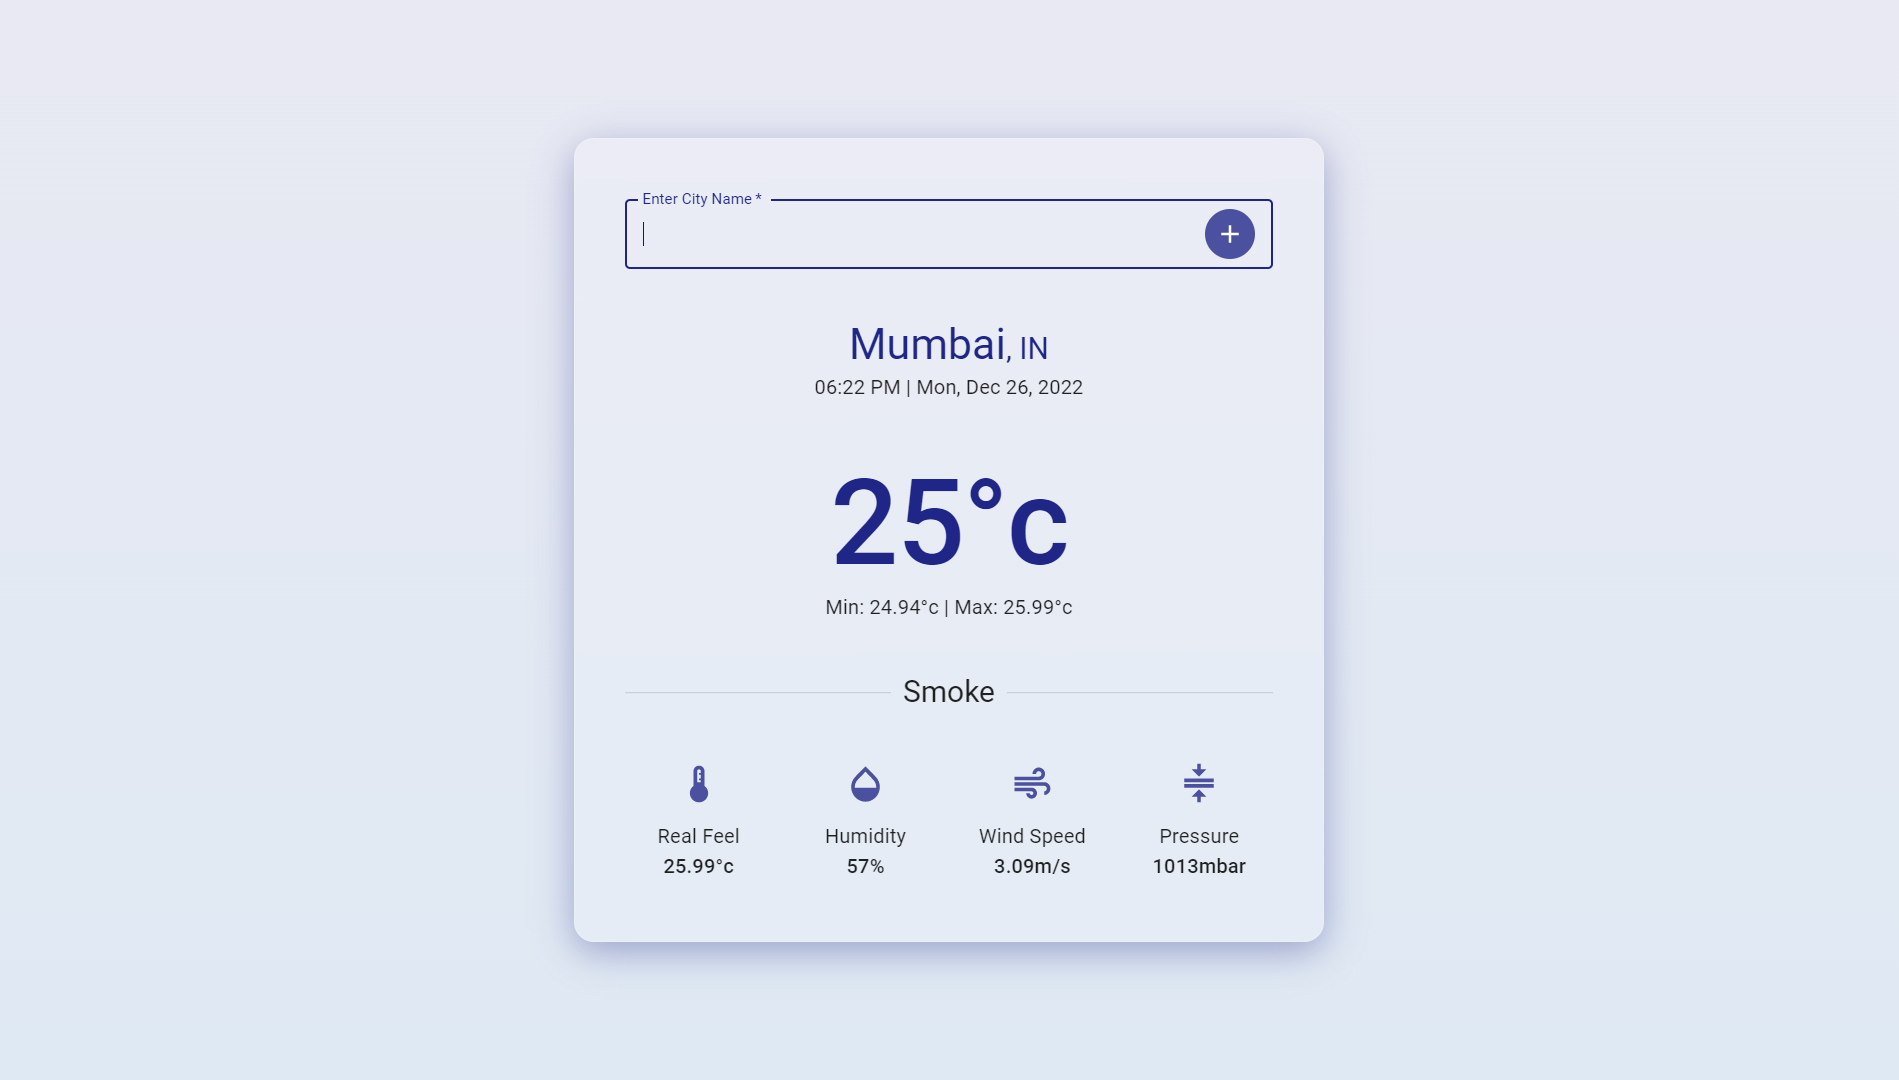 Enter City Name *
Mumbai, IN
06:22 PM | Mon, Dec 26, 2022
25°c
Min: 24.94°c | Max: 25.99°c
Smoke
Real Feel Humidity Wind Speed Pressure
25.99°c 57% 3.09m/s 1013mbar